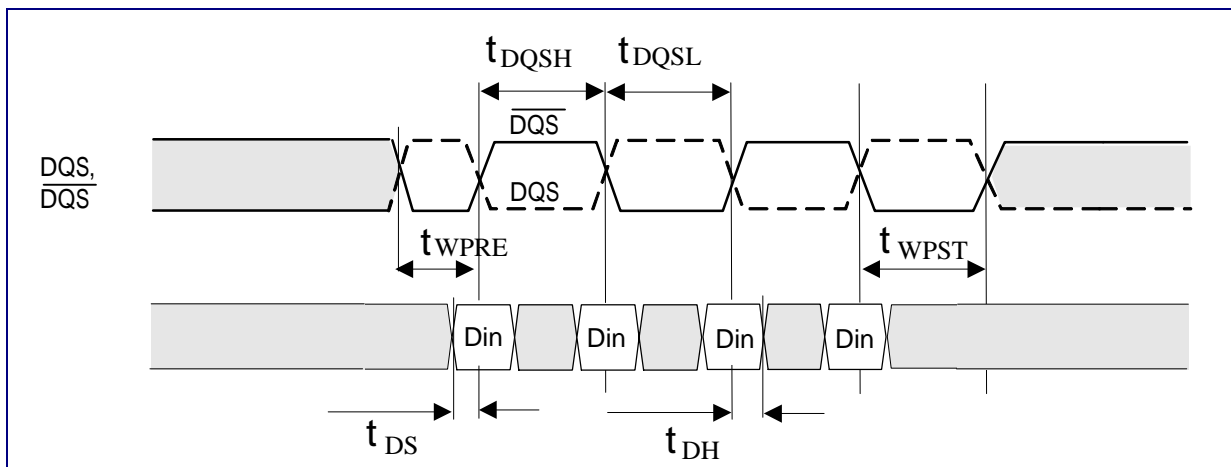 tDQSH tDQSL
DQS
DQS,
DQS
DQS
tWPRE
tWPST
Din Din Din Din
tDS
tDH